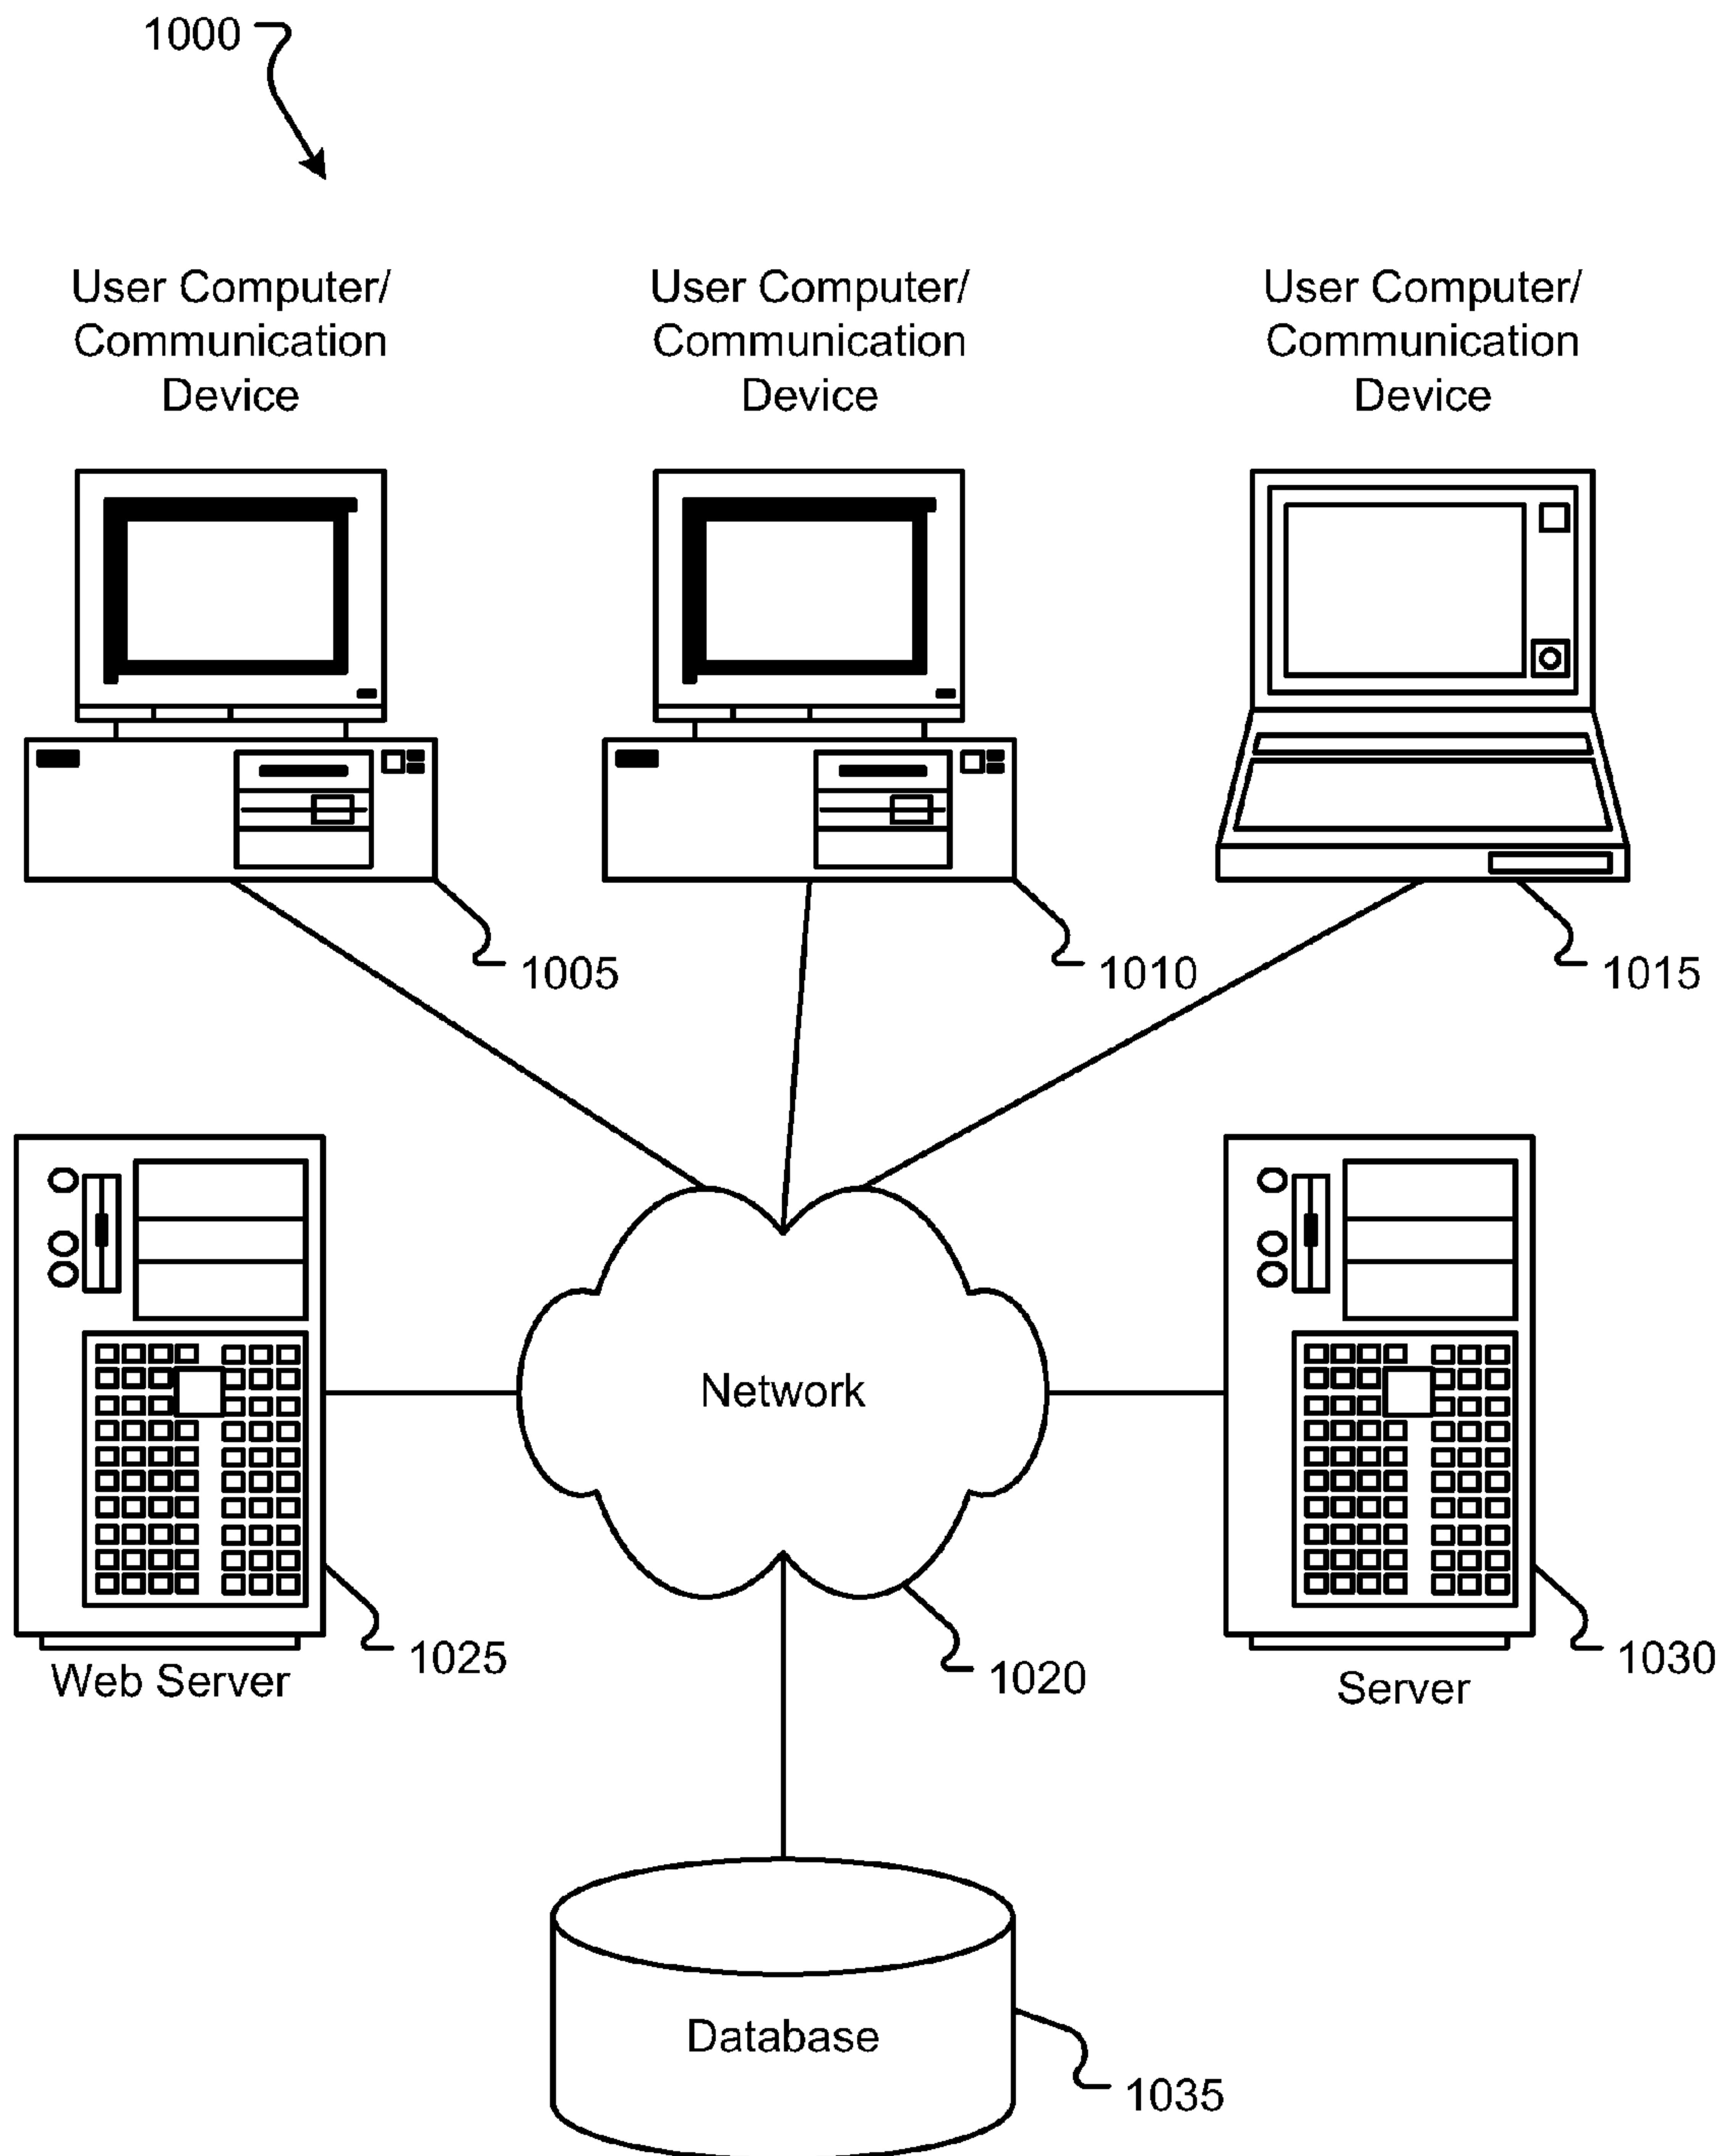 1000
User Computer/
Communication
Device
User Computer/
Communication
Device
User Computer/
Communication
Device
1005
1010
1015
Network
1025
Web Server
1020
1030
Server
Database
1035